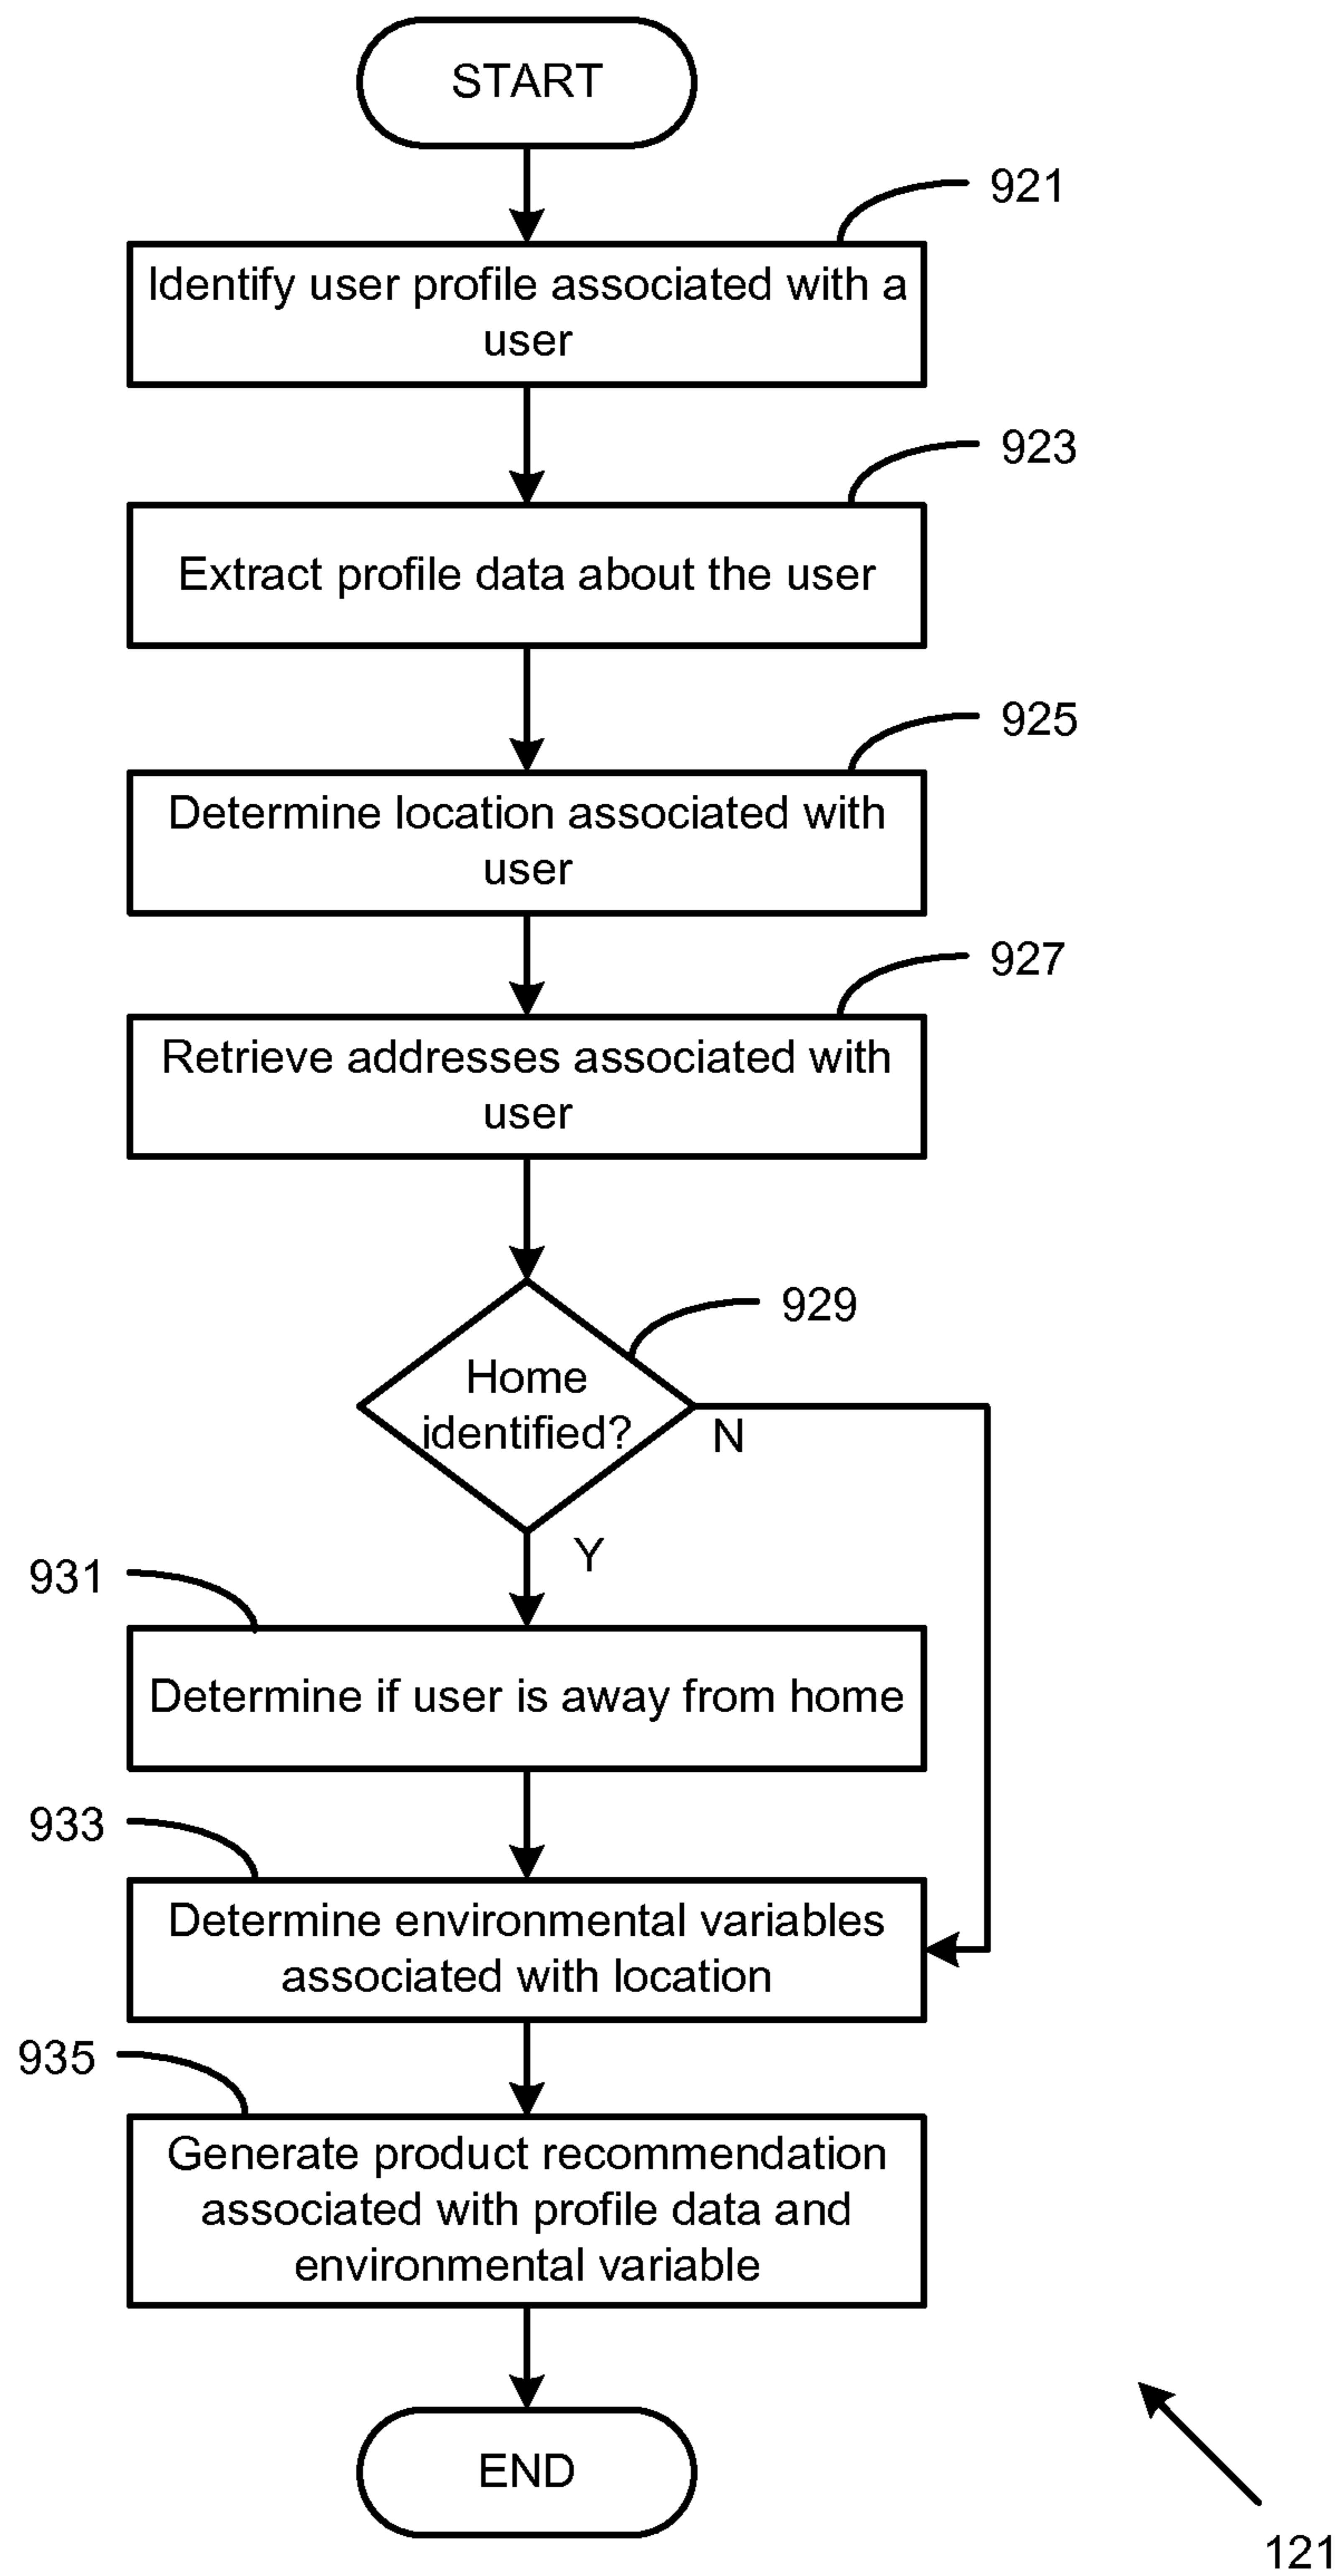 START
921
Identify user profile associated with a
user
923
Extract profile data about the user
925
Determine location associated with
user
927
Retrieve addresses associated with
user
929
Home
identified?
N
Y
931
Determine if user is away from home
933
Determine environmental variables
associated with location
935
Generate product recommendation
associated with profile data and
environmental variable
END
121